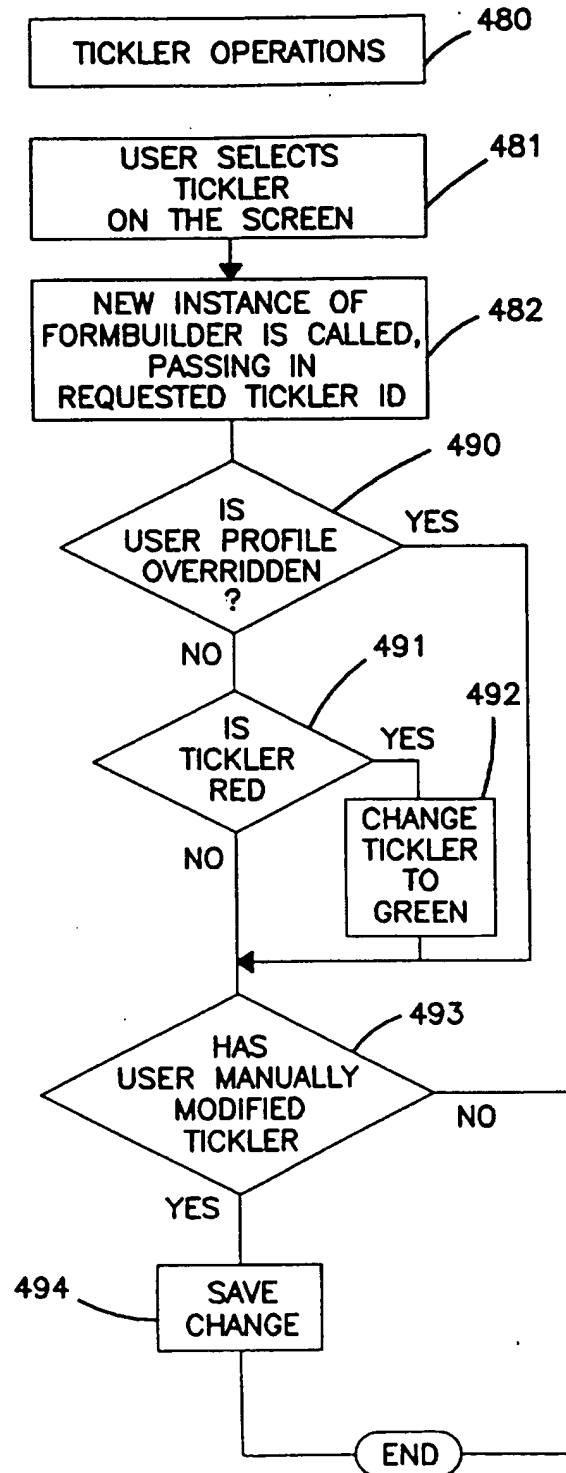 480
TICKLER OPERATIONS
481
USER SELECTS
TICKLER
ON THE SCREEN
482
NEW INSTANCE OF
FORMBUILDER IS CALLED,
PASSING IN
REQUESTED TICKLER ID
490
IS
USER PROFILE
OVERRIDDEN
?
YES
NO
491
IS
TICKLER
RED
YES
NO
492
CHANGE
TICKLER
TO
GREEN
493
HAS
USER MANUALLY
MODIFIED
TICKLER
NO
YES
494
SAVE
CHANGE
END